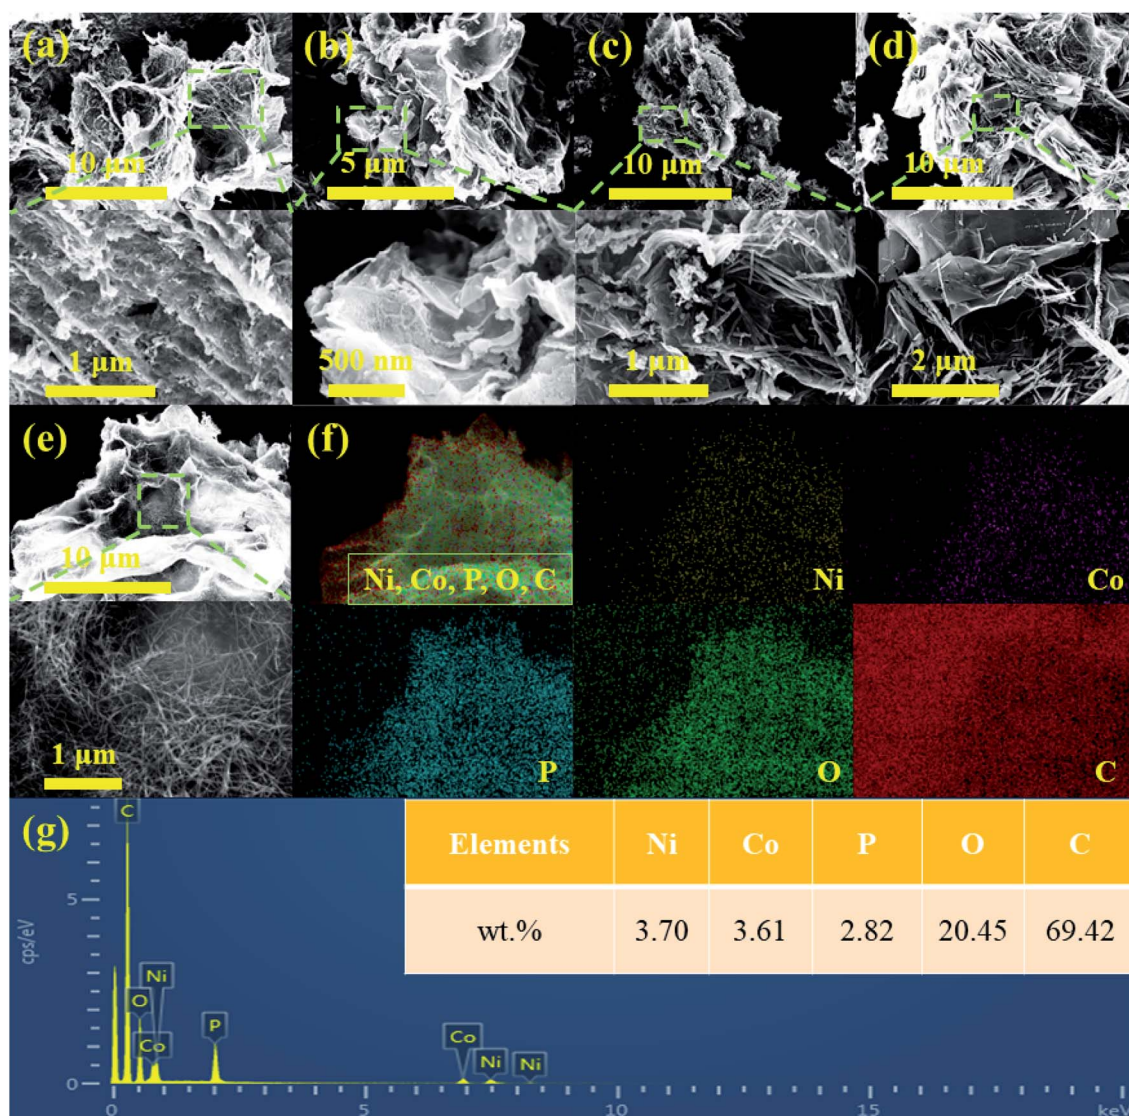 (a) (b) (c) (d)
10 µm 5 µm 10 µm 10 µm
1 µm 500 nm 1 µm 2 µm
(e) (f)
10 µm Ni, Co, P, O, C Ni Co
1 µm P O C
(g)
Elements Ni Co P O C
wt.% 3.70 3.61 2.82 20.45 69.42
C
5
cps/eV
Ni
O
P
Co
Co
Ni
Ni
0
0 5 10 15 keV